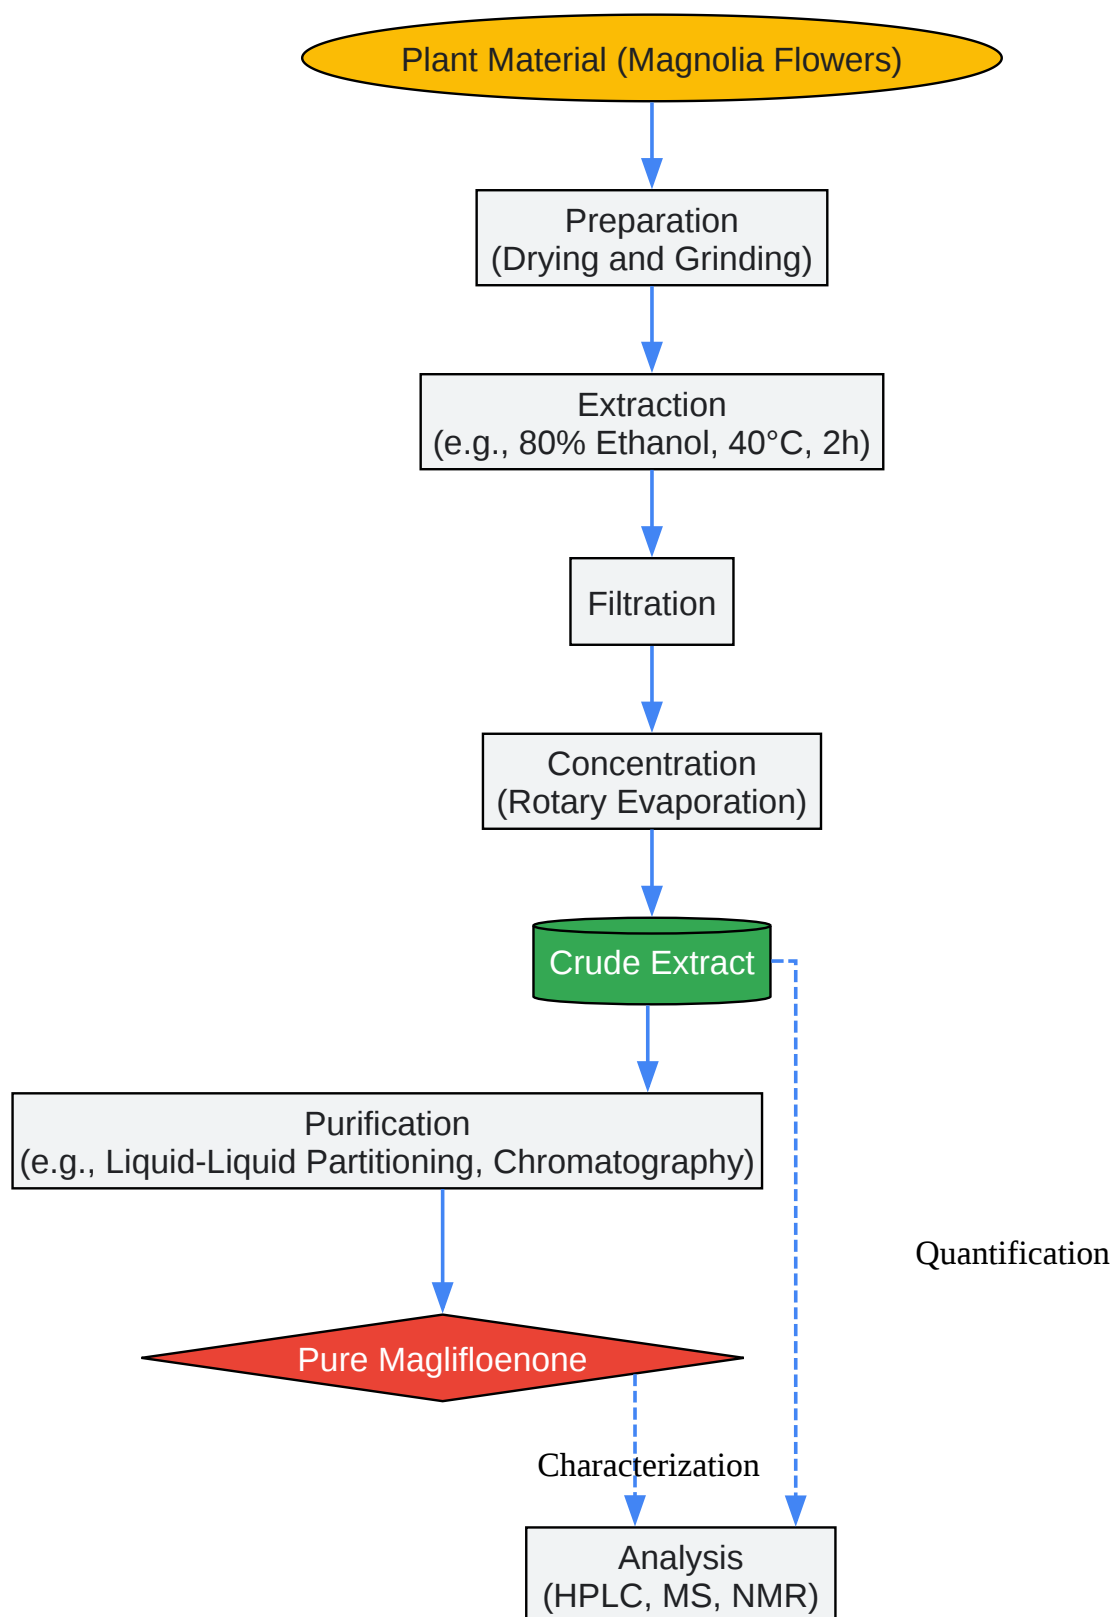 Plant Material (Magnolia Flowers)
Preparation
(Drying and Grinding)
Extraction
(e.g., 80% Ethanol, 40°C, 2h)
Filtration
Concentration
(Rotary Evaporation)
Crude Extract
Purification
(e.g., Liquid-Liquid Partitioning, Chromatography)
Quantification
Pure Maglifloenone
Characterization
Analysis
(HPLC, MS, NMR)